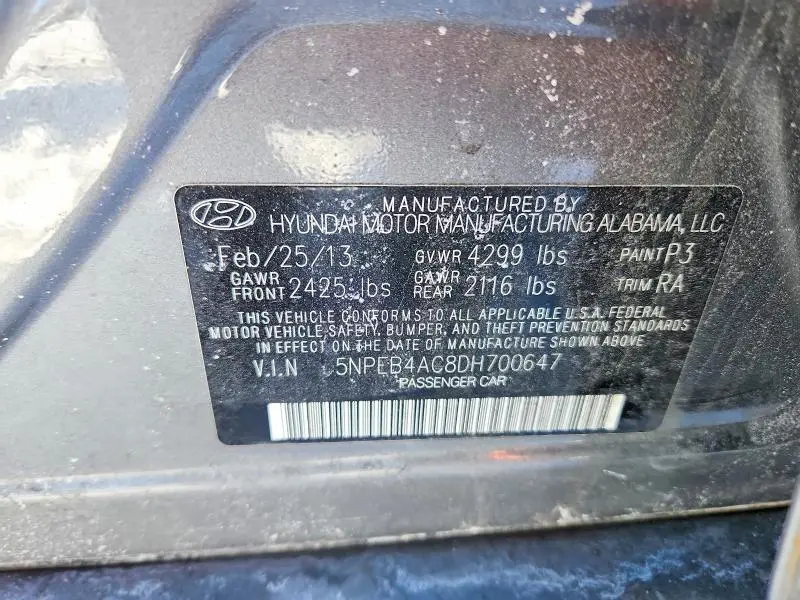 MANUFACTURED BY
HYUNDAI MOTOR MANUFACTURING ALABAMA, LLC
Feb/25/13 GVWR 4299 lbs PAINT P3
GAWR FRONT 2425 lbs GAWR REAR 2116 lbs TRIM RA
THIS VEHICLE CONFORMS TO ALL APPLICABLE U.S.A. FEDERAL
MOTOR VEHICLE SAFETY, BUMPER, AND THEFT PREVENTION STANDARDS
IN EFFECT ON THE DATE OF MANUFACTURE SHOWN ABOVE
V.I.N 5NPEB4AC8DH700647
PASSENGER CAR